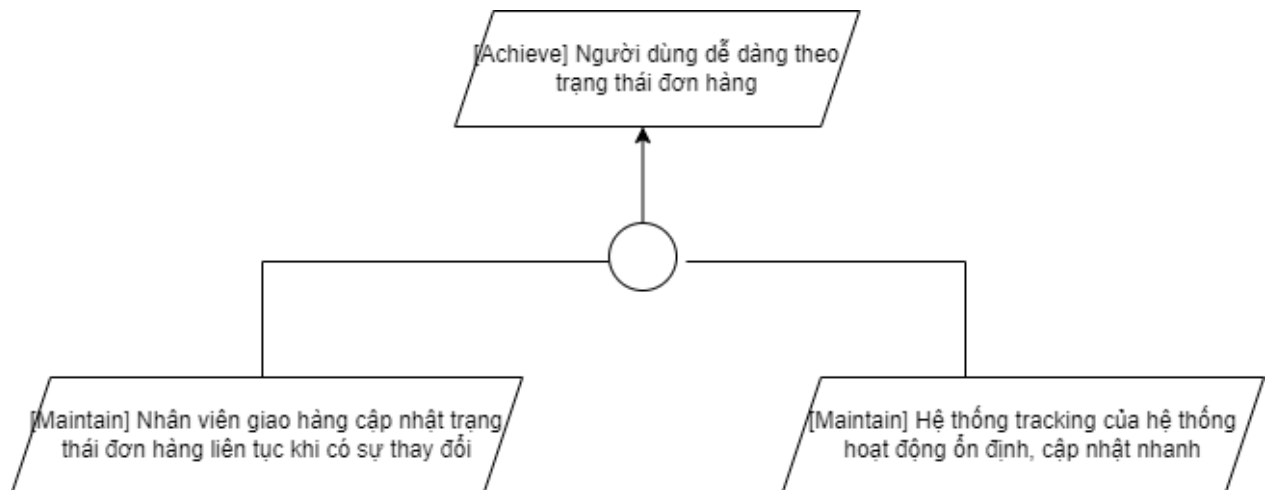 [Achieve] Người dùng dễ dàng theo
trạng thái đơn hàng
[Maintain] Nhân viên giao hàng cập nhật trạng
thái đơn hàng liên tục khi có sự thay đổi
[Maintain] Hệ thống tracking của hệ thống
hoạt động ổn định, cập nhật nhanh